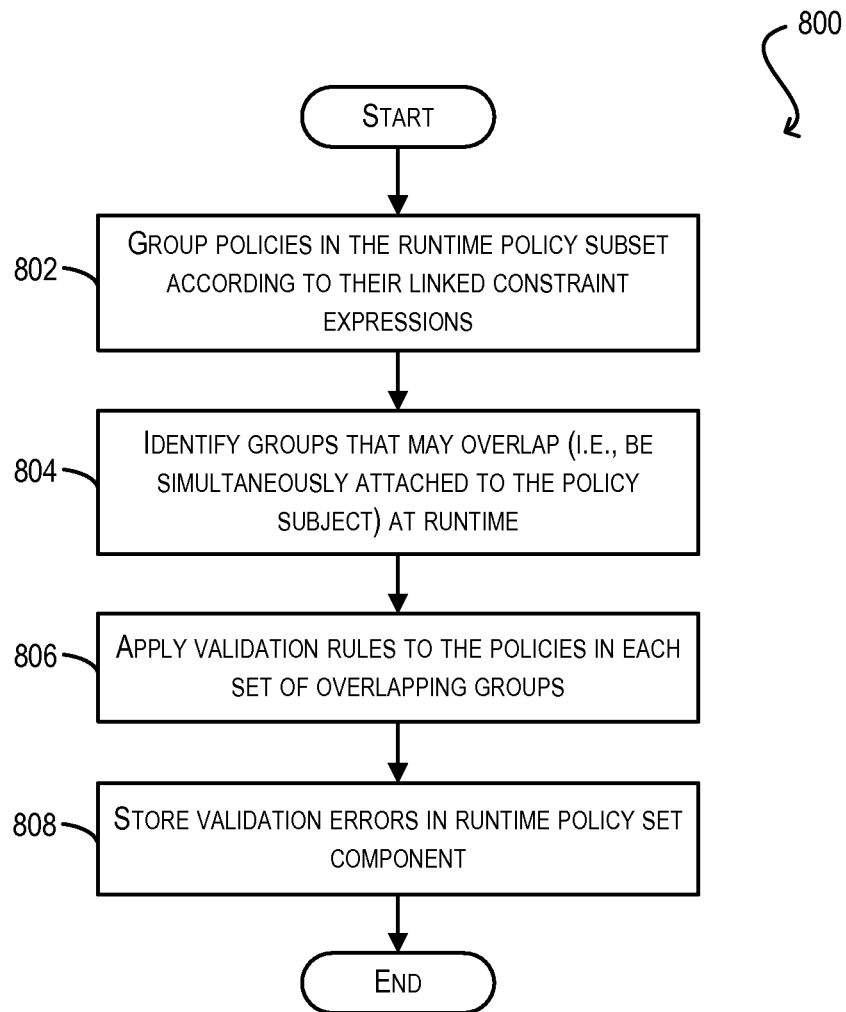 800
START
802
GROUP POLICIES IN THE RUNTIME POLICY SUBSET
ACCORDING TO THEIR LINKED CONSTRAINT
EXPRESSIONS
804
IDENTIFY GROUPS THAT MAY OVERLAP (I.E., BE
SIMULTANEOUSLY ATTACHED TO THE POLICY
SUBJECT) AT RUNTIME
806
APPLY VALIDATION RULES TO THE POLICIES IN EACH
SET OF OVERLAPPING GROUPS
808
STORE VALIDATION ERRORS IN RUNTIME POLICY SET
COMPONENT
END